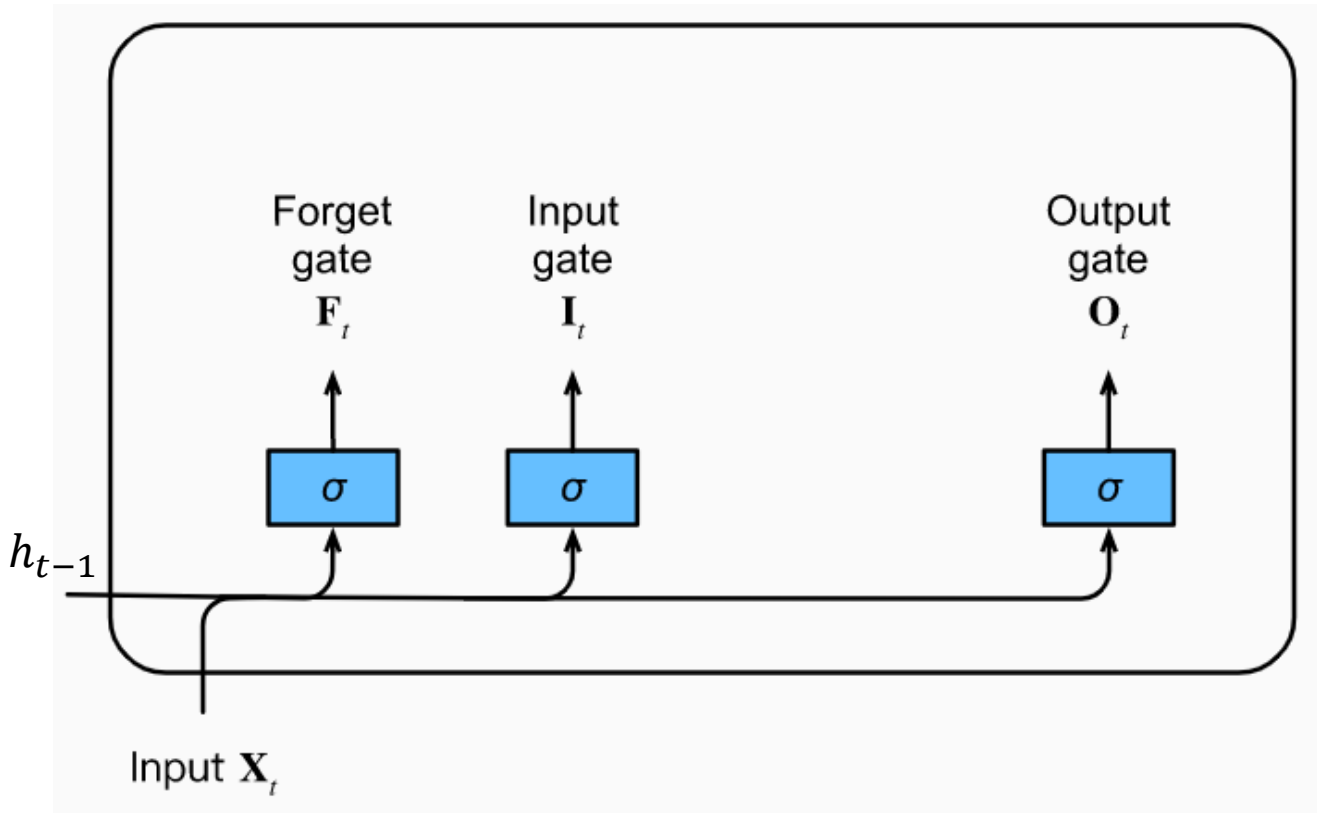 Forget
gate
F_t
Input
gate
I_t
Output
gate
O_t
σ
σ
σ
h_{t−1}
Input X_t